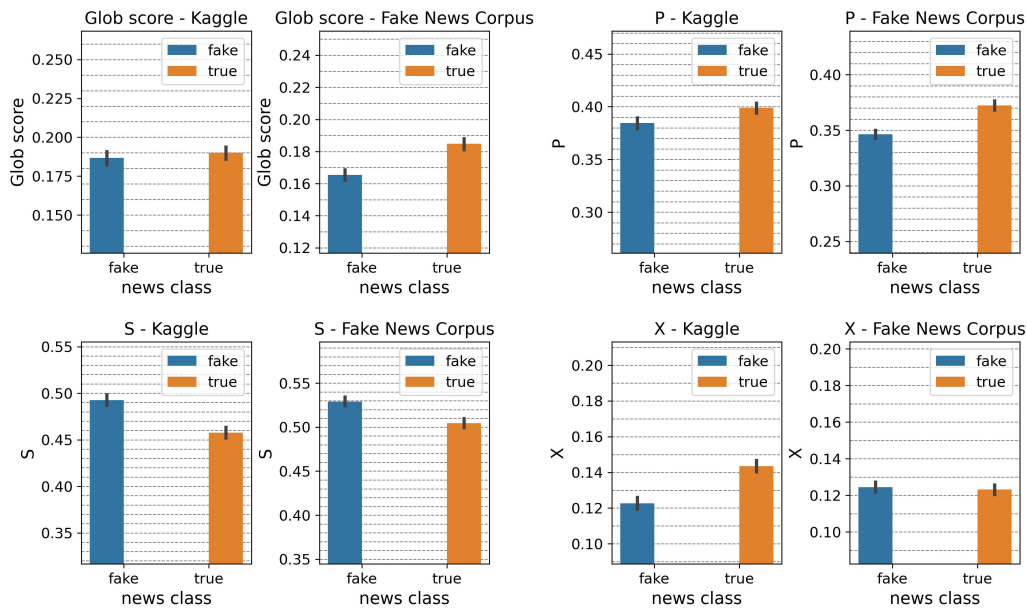 Glob score - Kaggle
Glob score
0.250
0.225
0.200
0.175
0.150
fake
true
fake
true
news class
Glob score - Fake News Corpus
Glob score
0.24
0.22
0.20
0.18
0.16
0.14
0.12
fake
true
fake
true
news class
P - Kaggle
P
0.40
0.35
0.30
fake
true
fake
true
news class
P - Fake News Corpus
P
0.40
0.35
0.30
0.25
fake
true
fake
true
news class
S - Kaggle
S
0.55
0.50
0.45
0.40
0.35
fake
true
fake
true
news class
S - Fake News Corpus
S
0.55
0.50
0.45
0.40
0.35
fake
true
fake
true
news class
X - Kaggle
X
0.20
0.18
0.16
0.14
0.12
0.10
fake
true
fake
true
news class
X - Fake News Corpus
X
0.20
0.18
0.16
0.14
0.12
0.10
fake
true
fake
true
news class